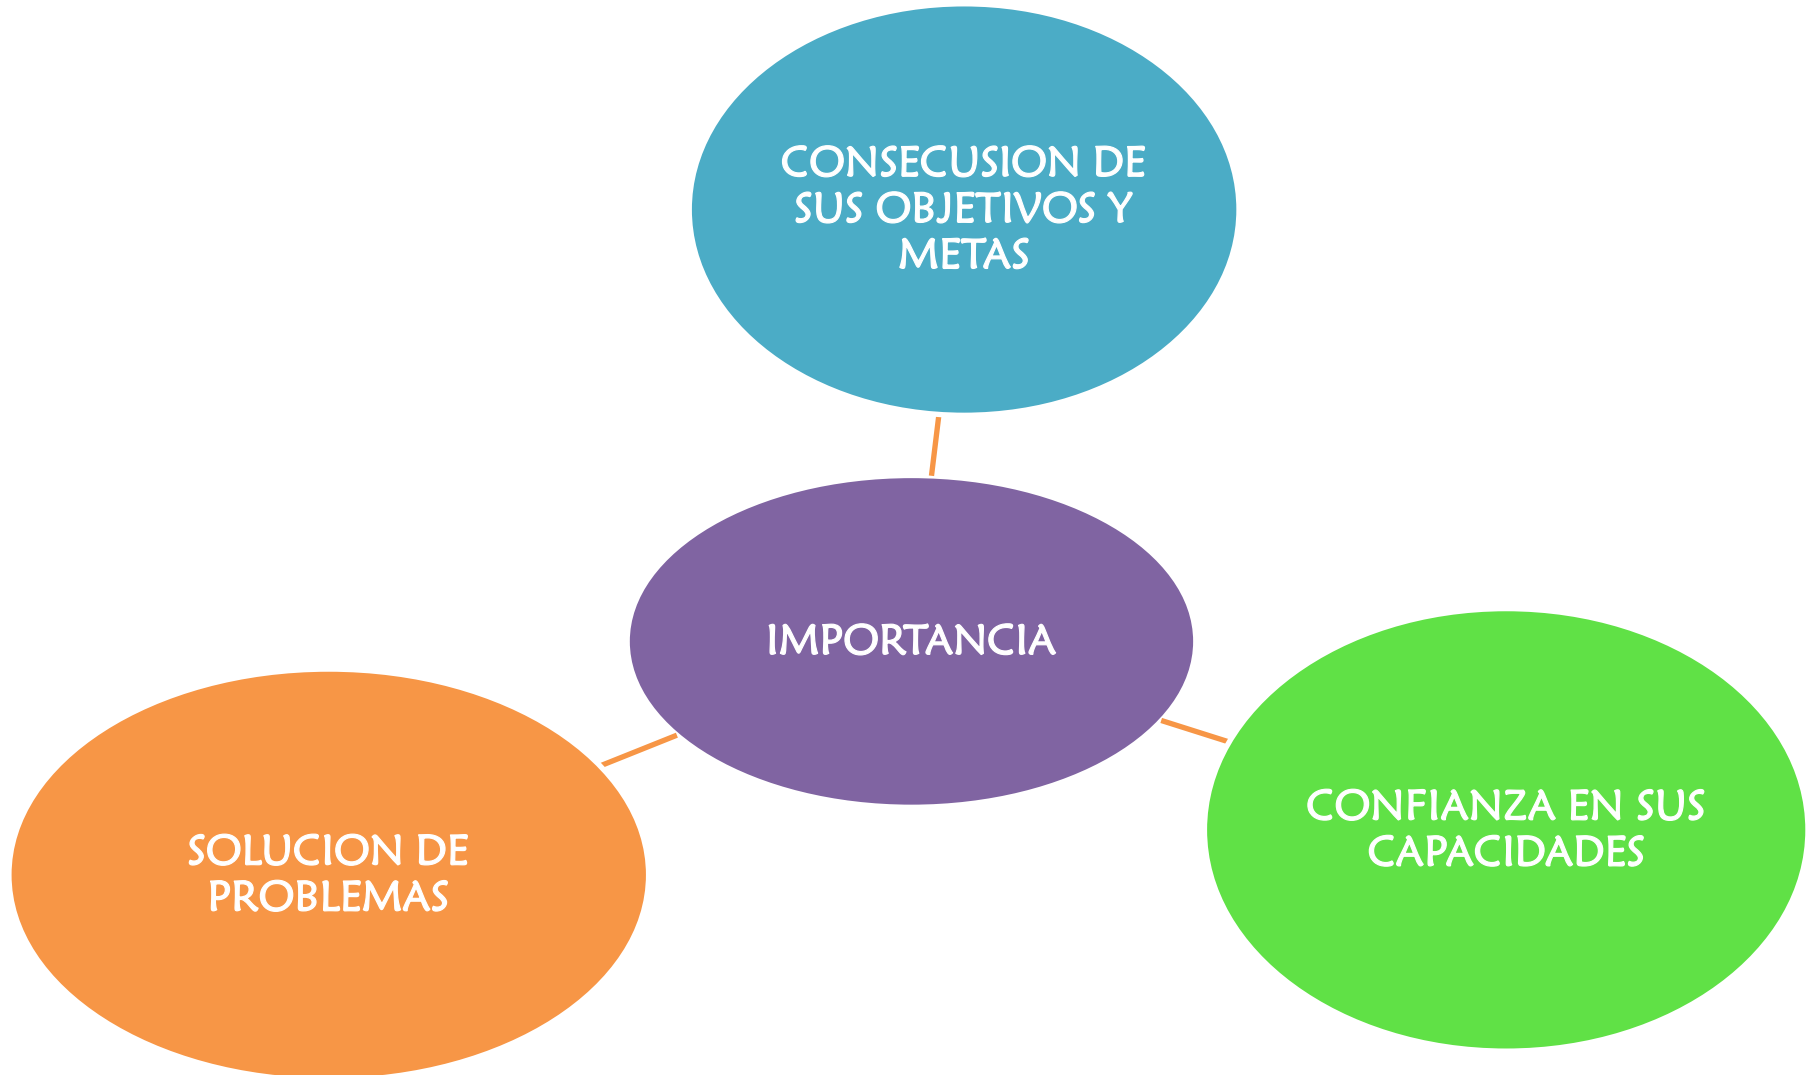 CONSECUSION DE
SUS OBJETIVOS Y
METAS
IMPORTANCIA
CONFIANZA EN SUS
CAPACIDADES
SOLUCION DE
PROBLEMAS